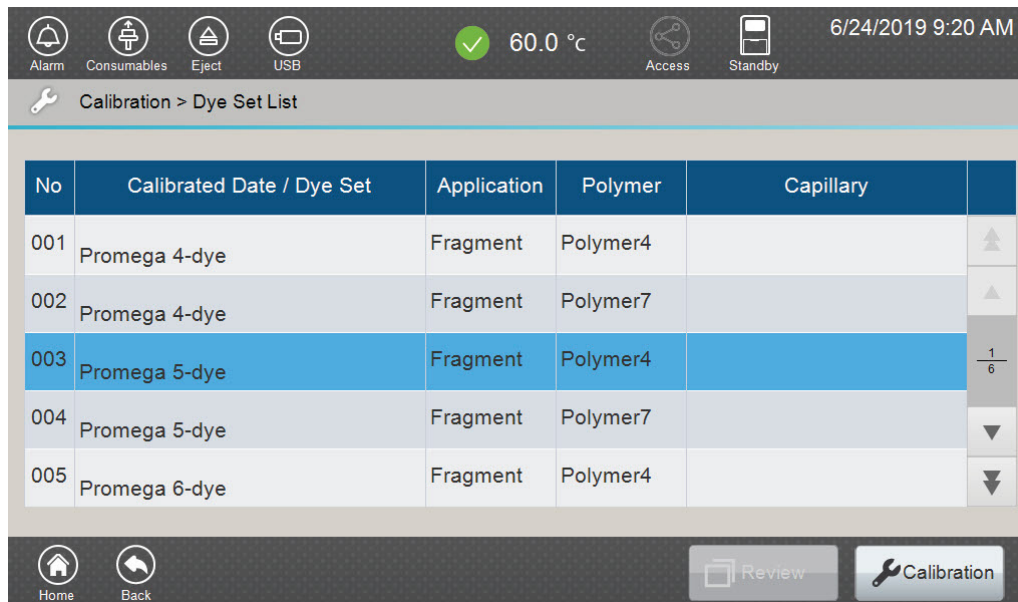 6/24/2019 9:20 AM
60.0 °c
Alarm Consumables Eject USB Access Standby
Calibration > Dye Set List
No Calibrated Date / Dye Set Application Polymer Capillary
001 Promega 4-dye Fragment Polymer4
002 Promega 4-dye Fragment Polymer7
003 Promega 5-dye Fragment Polymer4
1
6
004 Promega 5-dye Fragment Polymer7
005 Promega 6-dye Fragment Polymer4
Review Calibration
Home Back